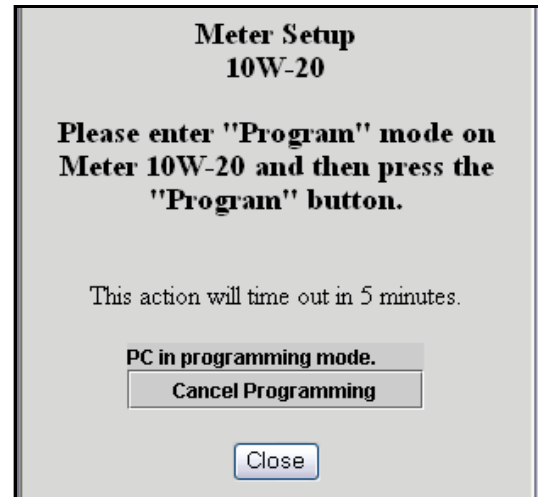 Meter Setup
10W-20
Please enter "Program" mode on
Meter 10W-20 and then press the
"Program" button.
This action will time out in 5 minutes.
PC in programming mode.
Cancel Programming
Close